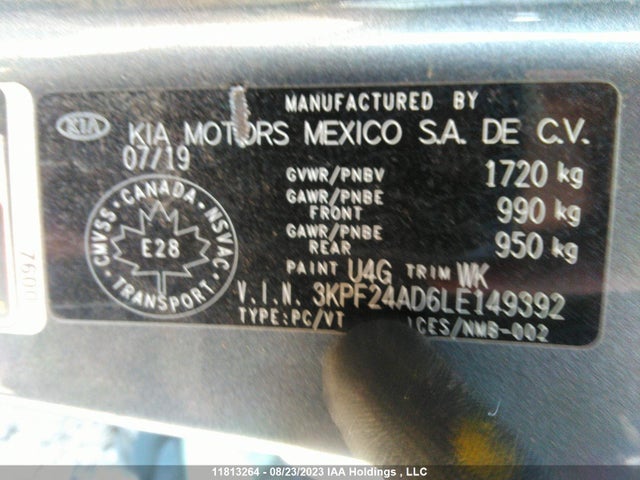 MANUFACTURED BY
KIA
KIA MOTORS MEXICO S.A. DE C.V.
07/19
GVWR/PNBV 1720 kg
GAWR/PNBE
FRONT 990 kg
GAWR/PNBE
REAR 950 kg
CMVSS · CANADA · NSVAC
E28
TRANSPORT
PAINT U4G TRIM WK
V.I.N. 3KPF24AD6LE149392
TYPE:PC/VT ICES/NMB-002
0097
11813264 - 08/23/2023 IAA Holdings , LLC